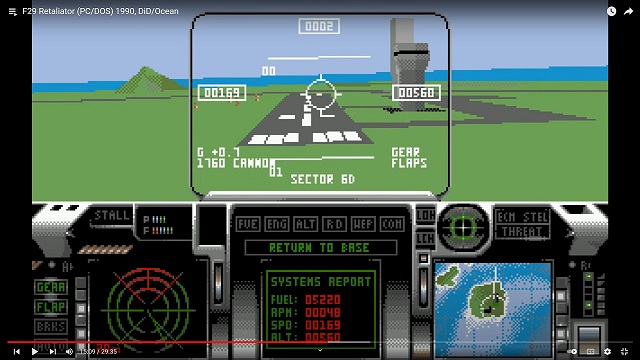 F29 Retaliator (PC/DOS) 1990, DiD/Ocean
0002
00
00169
00560
G +0.7
1760 CANNON
GEAR
FLAPS
01
SECTOR 6D
STALL
P
F
FVE
ENG
ALT
RD
WEP
COM
ECM STEL
THREAT
RETURN TO BASE
GEAR
FLAP
BRKS
SYSTEMS REPORT
FUEL: 05220
RPM: 00048
SPD: 00169
ALT: 00560
15:09 / 29:35